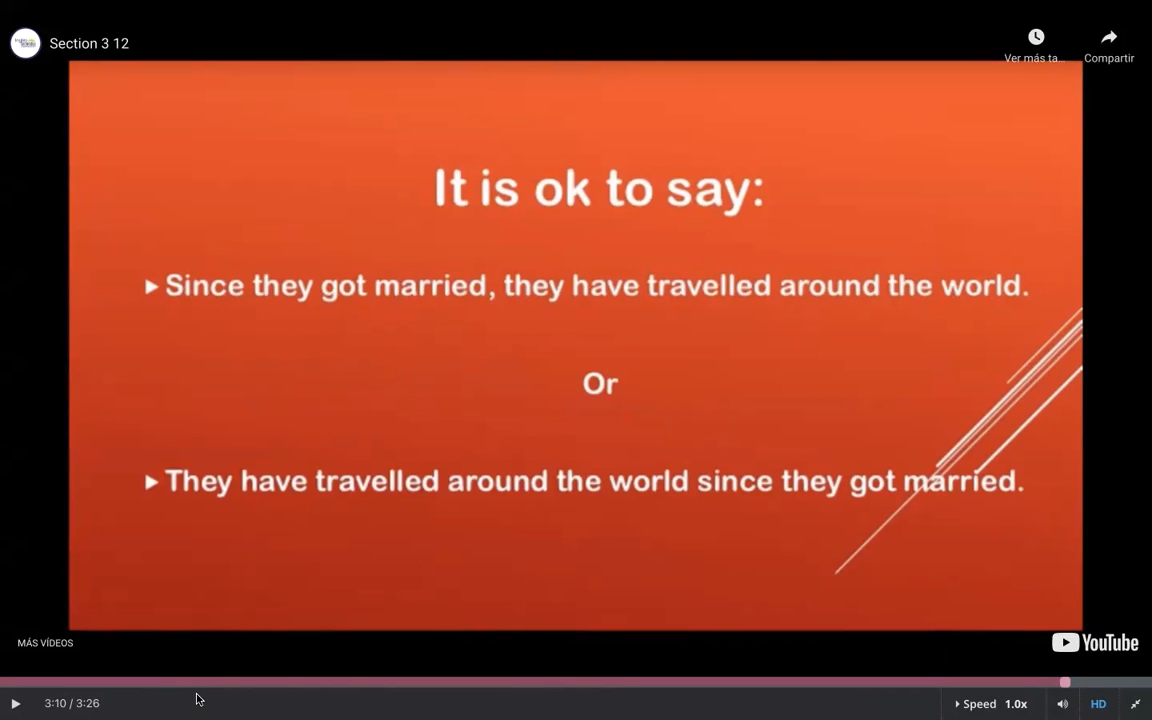 Section 3 12
Ver más ta...
Compartir
It is ok to say:
Since they got married, they have travelled around the world.
Or
They have travelled around the world since they got married.
MÁS VÍDEOS
YouTube
3:10 / 3:26
Speed 1.0x
HD